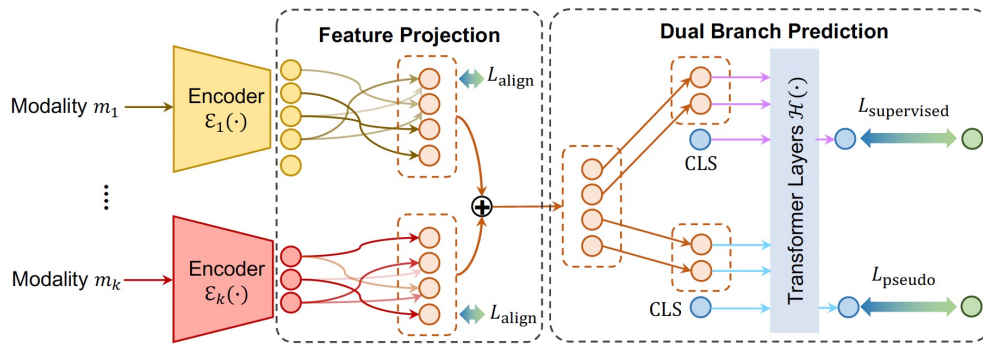 Feature Projection
Dual Branch Prediction
Modality m₁
Encoder
ℰ₁(·)
L_align
....
Modality mₖ
Encoder
ℰₖ(·)
L_align
CLS
CLS
Transformer Layers ℋ(·)
L_supervised
L_pseudo